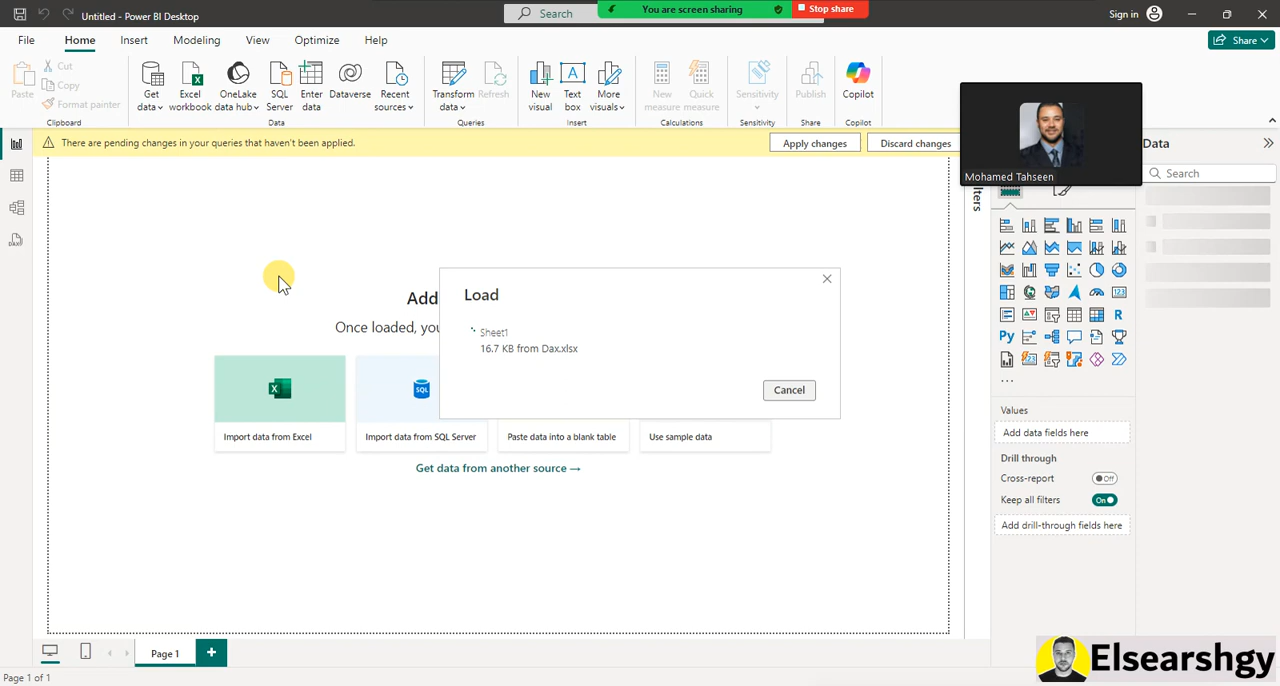 Untitled - Power BI Desktop
Search
You are screen sharing
Stop share
Sign in
File
Home
Insert
Modeling
View
Optimize
Help
Share
Paste
Cut
Copy
Format painter
Get data
Excel workbook
OneLake data hub
SQL Server
Enter data
Dataverse
Recent sources
Transform data
Refresh
New visual
Text box
More visuals
New measure
Quick measure
Sensitivity
Publish
Copilot
Clipboard
Data
Queries
Insert
Calculations
Sensitivity
Share
Copilot
There are pending changes in your queries that haven't been applied.
Apply changes
Discard changes
Mohamed Tahseen
Filters
Data
Search
Add
Once loaded, you
Load
Sheet1
16.7 KB from Dax.xlsx
Cancel
SQL
Import data from Excel
Import data from SQL Server
Paste data into a blank table
Use sample data
Get data from another source →
123
R
Py
Values
Add data fields here
Drill through
Cross-report
Off
Keep all filters
On
Add drill-through fields here
Page 1
Page 1 of 1
Elsearshgy